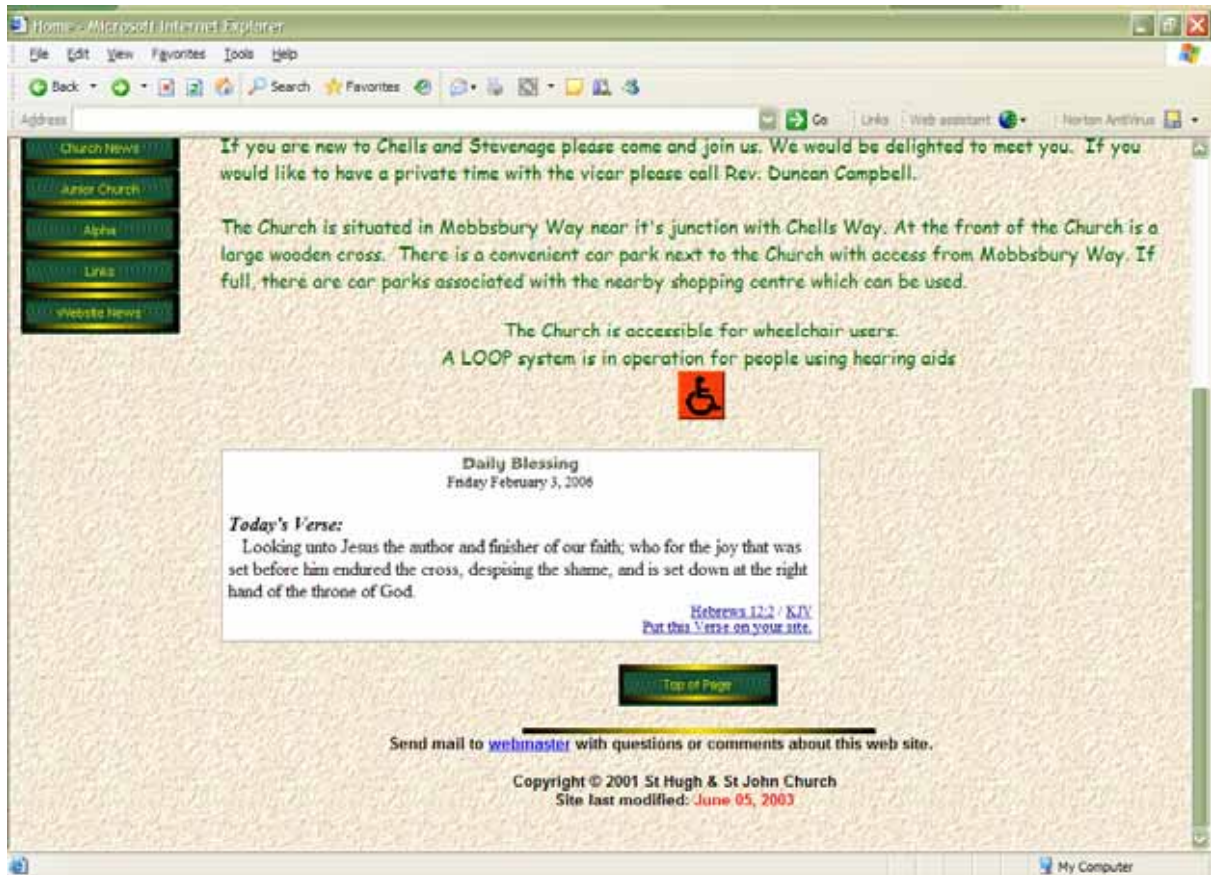 Home - Microsoft Internet Explorer
File Edit View Favorites Tools Help
Back Search Favorites
Address Go Links Web assistant Norton AntiVirus
Church News
Junior Church
Alpha
Links
Website News
If you are new to Chells and Stevenage please come and join us. We would be delighted to meet you. If you
would like to have a private time with the vicar please call Rev. Duncan Campbell.
The Church is situated in Mobbsbury Way near it's junction with Chells Way. At the front of the Church is a
large wooden cross. There is a convenient car park next to the Church with access from Mobbsbury Way. If
full, there are car parks associated with the nearby shopping centre which can be used.
The Church is accessible for wheelchair users.
A LOOP system is in operation for people using hearing aids
Daily Blessing
Friday February 3, 2006
Today's Verse:
Looking unto Jesus the author and finisher of our faith; who for the joy that was
set before him endured the cross, despising the shame, and is set down at the right
hand of the throne of God.
Hebrews 12:2 / KJV
Put this Verse on your site.
Top of Page
Send mail to webmaster with questions or comments about this web site.
Copyright © 2001 St Hugh & St John Church
Site last modified: June 05, 2003
My Computer